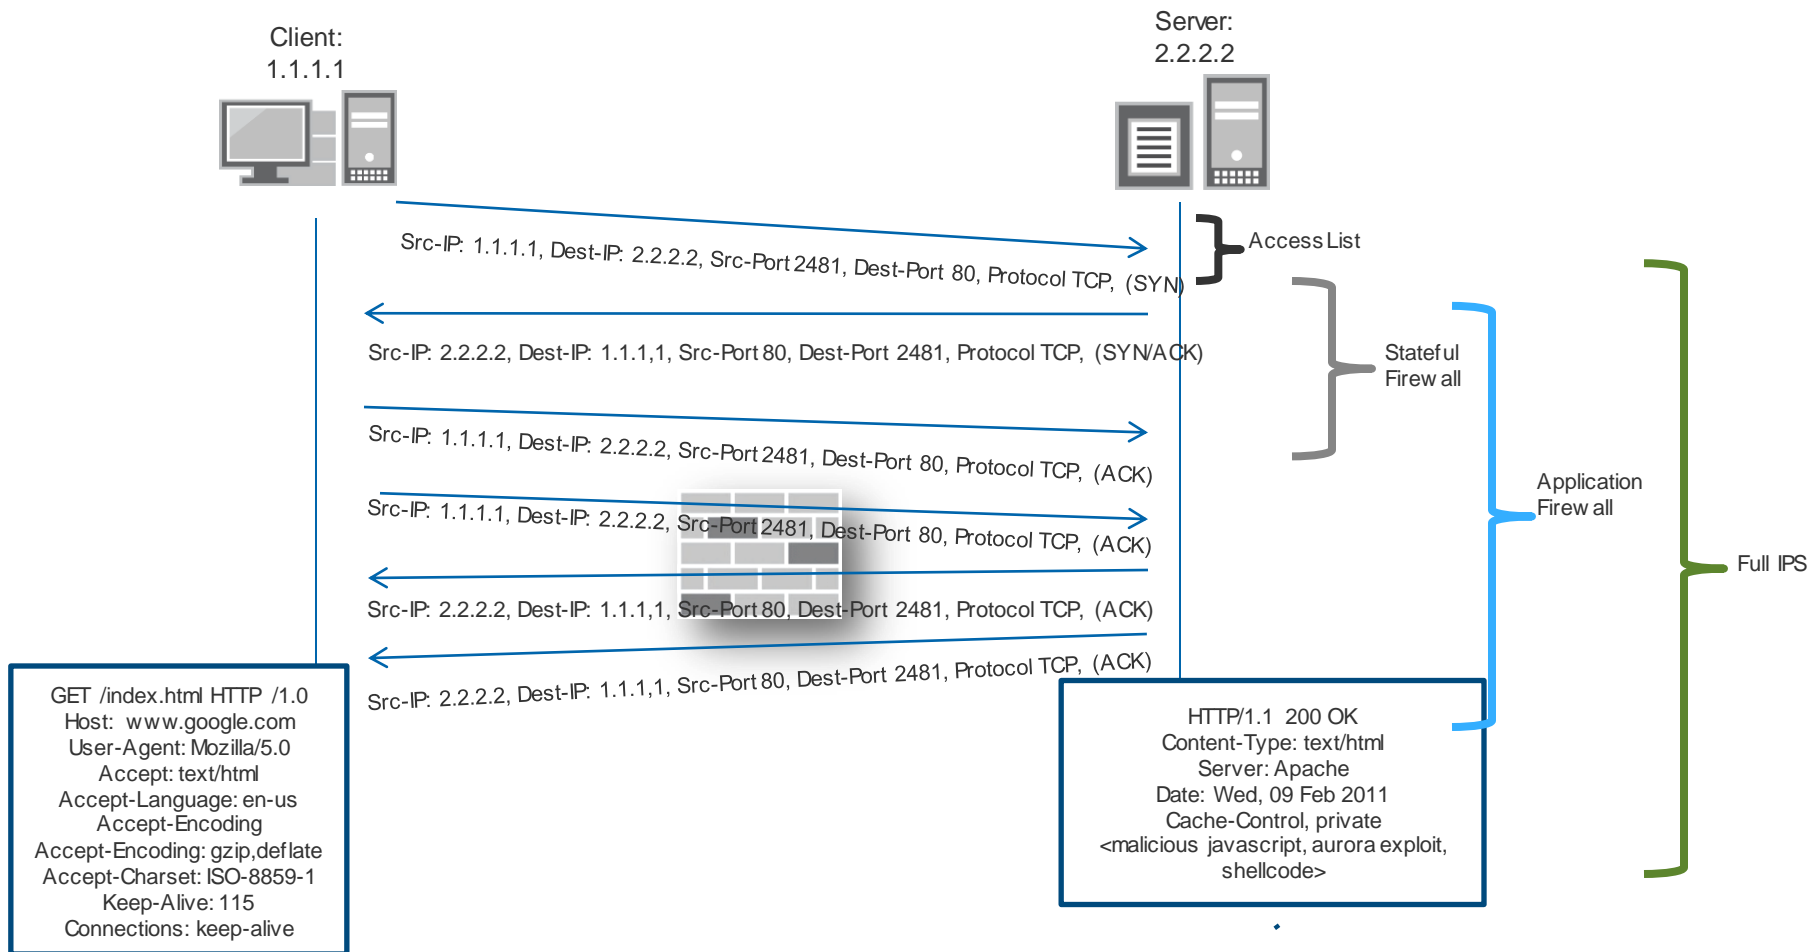 Client:
1.1.1.1
Server:
2.2.2.2
Src-IP: 1.1.1.1, Dest-IP: 2.2.2.2, Src-Port 2481, Dest-Port 80, Protocol TCP, (SYN)
Access List
Src-IP: 2.2.2.2, Dest-IP: 1.1.1,1, Src-Port 80, Dest-Port 2481, Protocol TCP, (SYN/ACK)
Stateful
Firewall
Src-IP: 1.1.1.1, Dest-IP: 2.2.2.2, Src-Port 2481, Dest-Port 80, Protocol TCP, (ACK)
Src-IP: 1.1.1.1, Dest-IP: 2.2.2.2, Src-Port 2481, Dest-Port 80, Protocol TCP, (ACK)
Application
Firewall
Full IPS
Src-IP: 2.2.2.2, Dest-IP: 1.1.1,1, Src-Port 80, Dest-Port 2481, Protocol TCP, (ACK)
Src-IP: 2.2.2.2, Dest-IP: 1.1.1,1, Src-Port 80, Dest-Port 2481, Protocol TCP, (ACK)
GET /index.html HTTP /1.0
Host: www.google.com
User-Agent: Mozilla/5.0
Accept: text/html
Accept-Language: en-us
Accept-Encoding
Accept-Encoding: gzip,deflate
Accept-Charset: ISO-8859-1
Keep-Alive: 115
Connections: keep-alive
HTTP/1.1 200 OK
Content-Type: text/html
Server: Apache
Date: Wed, 09 Feb 2011
Cache-Control, private
<malicious javascript, aurora exploit,
shellcode>